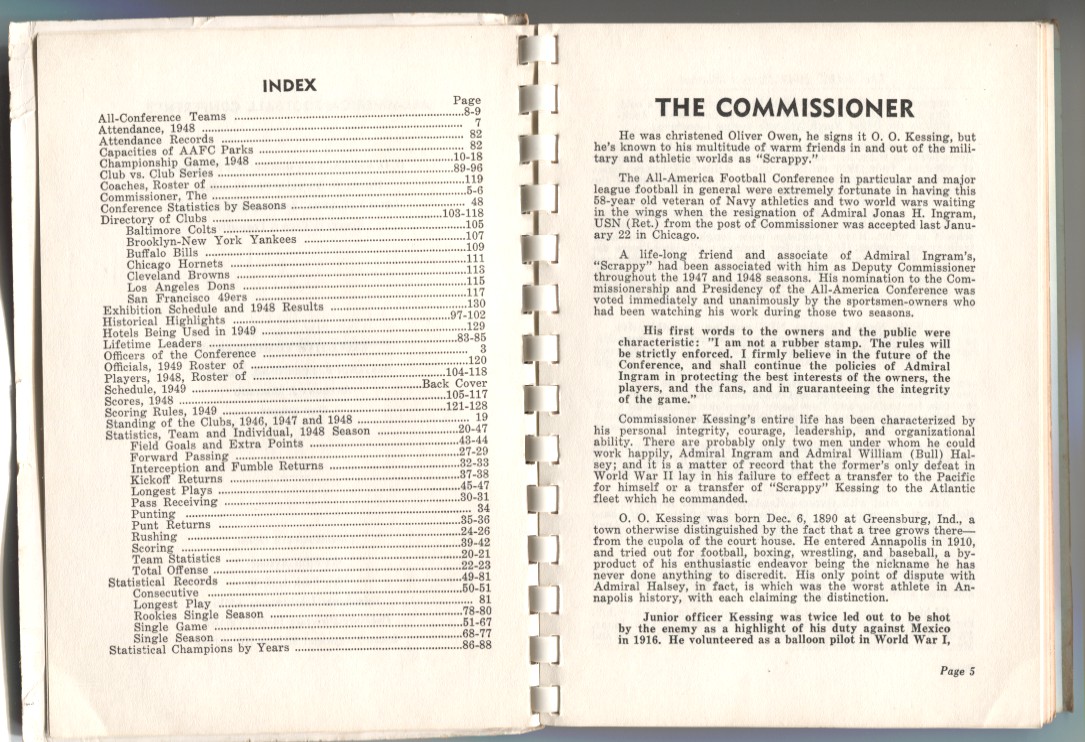 INDEX
Page
All-Conference Teams 8-9
Attendance, 1948 7
Attendance Records 82
Capacities of AAFC Parks 82
Championship Game, 1948 10-18
Club vs. Club Series 89-96
Coaches, Roster of 119
Commissioner, The 5-6
Conference Statistics by Seasons 48
Directory of Clubs 103-118
Baltimore Colts 105
Brooklyn-New York Yankees 107
Buffalo Bills 109
Chicago Hornets 111
Cleveland Browns 113
Los Angeles Dons 115
San Francisco 49ers 117
Exhibition Schedule and 1948 Results 130
Historical Highlights 97-102
Hotels Being Used in 1949 129
Lifetime Leaders 83-85
Officers of the Conference 3
Officials, 1949 Roster of 120
Players, 1948, Roster of 104-118
Schedule, 1949 Back Cover
Scores, 1948 105-117
Scoring Rules, 1949 121-128
Standing of the Clubs, 1946, 1947 and 1948 19
Statistics, Team and Individual, 1948 Season 20-47
Field Goals and Extra Points 43-44
Forward Passing 27-29
Interception and Fumble Returns 32-33
Kickoff Returns 37-38
Longest Plays 45-47
Pass Receiving 30-31
Punting 34
Punt Returns 35-36
Rushing 24-26
Scoring 39-42
Team Statistics 20-21
Total Offense 22-23
Statistical Records 49-81
Consecutive 50-51
Longest Play 81
Rookies Single Season 78-80
Single Game 51-67
Single Season 68-77
Statistical Champions by Years 86-88
THE COMMISSIONER
He was christened Oliver Owen, he signs it O. O. Kessing, but
he's known to his multitude of warm friends in and out of the mili-
tary and athletic worlds as "Scrappy."
The All-America Football Conference in particular and major
league football in general were extremely fortunate in having this
58-year old veteran of Navy athletics and two world wars waiting
in the wings when the resignation of Admiral Jonas H. Ingram,
USN (Ret.) from the post of Commissioner was accepted last Janu-
ary 22 in Chicago.
A life-long friend and associate of Admiral Ingram's,
"Scrappy" had been associated with him as Deputy Commissioner
throughout the 1947 and 1948 seasons. His nomination to the Com-
missionership and Presidency of the All-America Conference was
voted immediately and unanimously by the sportsmen-owners who
had been watching his work during those two seasons.
His first words to the owners and the public were
characteristic: "I am not a rubber stamp. The rules will
be strictly enforced. I firmly believe in the future of the
Conference, and shall continue the policies of Admiral
Ingram in protecting the best interests of the owners, the
players, and the fans, and in guaranteeing the integrity
of the game."
Commissioner Kessing's entire life has been characterized by
his personal integrity, courage, leadership, and organizational
ability. There are probably only two men under whom he could
work happily, Admiral Ingram and Admiral William (Bull) Hal-
sey; and it is a matter of record that the former's only defeat in
World War II lay in his failure to effect a transfer to the Pacific
for himself or a transfer of "Scrappy" Kessing to the Atlantic
fleet which he commanded.
O. O. Kessing was born Dec. 6, 1890 at Greensburg, Ind., a
town otherwise distinguished by the fact that a tree grows there—
from the cupola of the court house. He entered Annapolis in 1910,
and tried out for football, boxing, wrestling, and baseball, a by-
product of his enthusiastic endeavor being the nickname he has
never done anything to discredit. His only point of dispute with
Admiral Halsey, in fact, is which was the worst athlete in An-
napolis history, with each claiming the distinction.
Junior officer Kessing was twice led out to be shot
by the enemy as a highlight of his duty against Mexico
in 1916. He volunteered as a balloon pilot in World War I,
Page 5